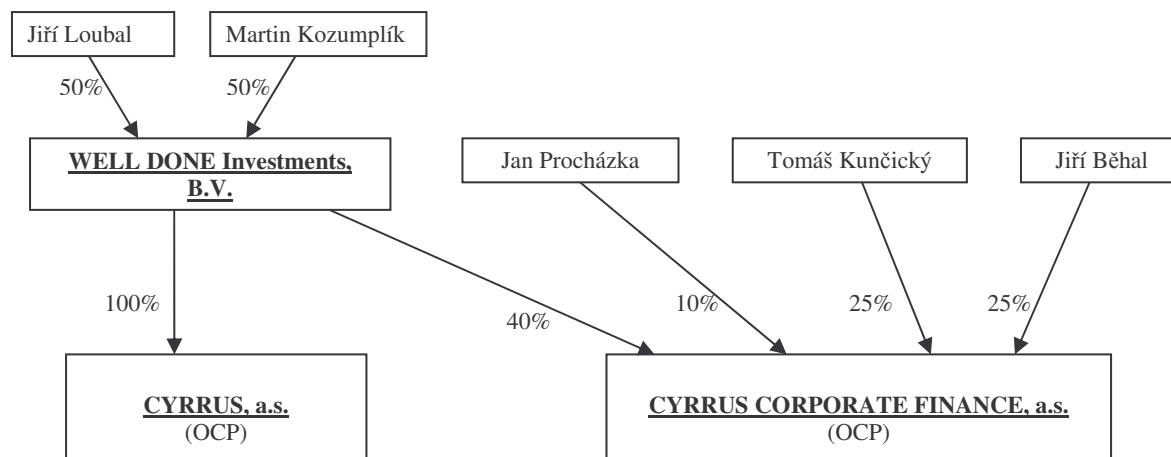 Jiří Loubal
Martin Kozumplík
50%
50%
WELL DONE Investments,
B.V.
Jan Procházka
Tomáš Kunčický
Jiří Běhal
100%
40%
10%
25%
25%
CYRRUS, a.s.
(OCP)
CYRRUS CORPORATE FINANCE, a.s.
(OCP)